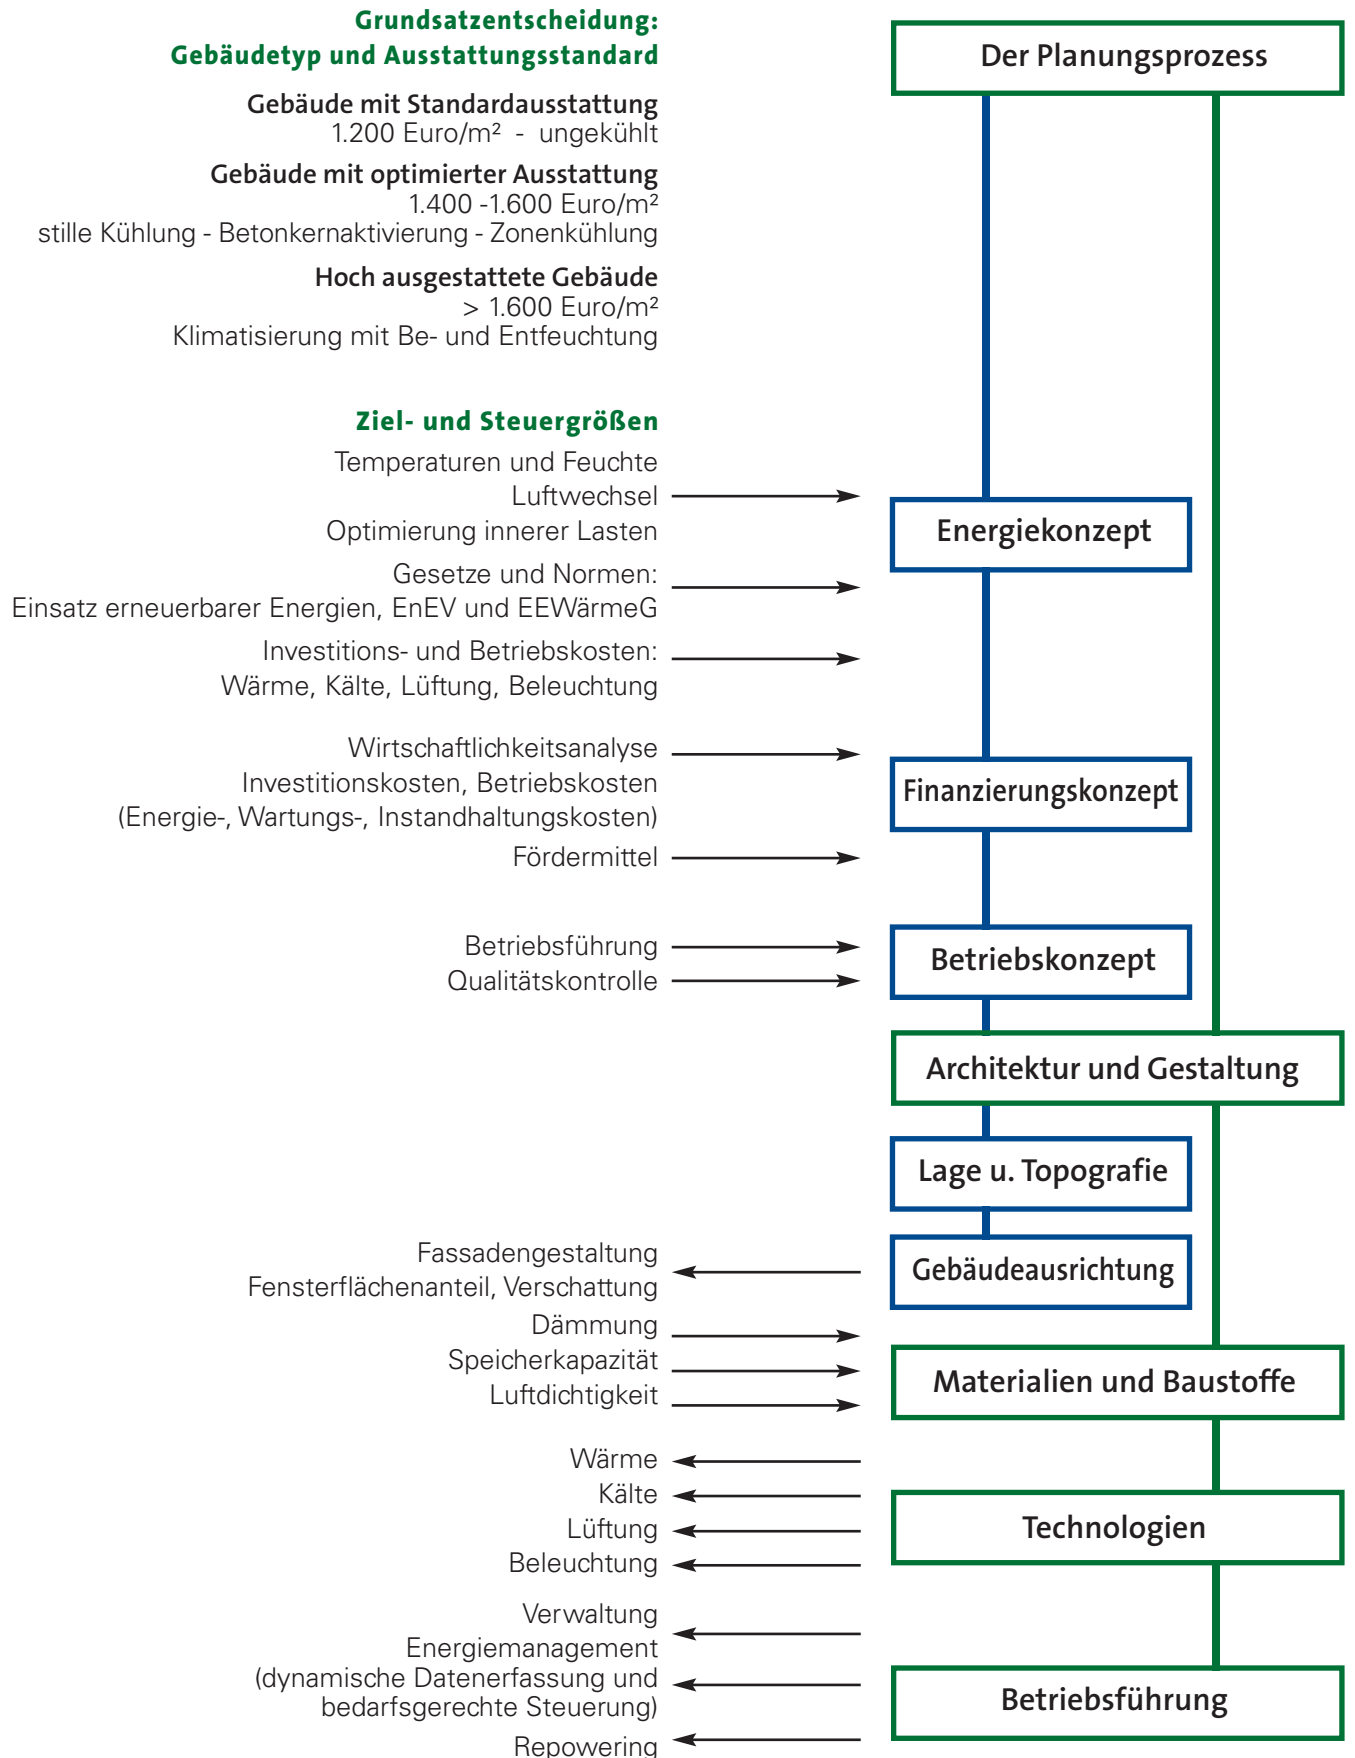 Grundsatzentscheidung:
Gebäudetyp und Ausstattungsstandard
Der Planungsprozess
Gebäude mit Standardausstattung
1.200 Euro/m² - ungekühlt
Gebäude mit optimierter Ausstattung
1.400 -1.600 Euro/m²
stille Kühlung - Betonkernaktivierung - Zonenkühlung
Hoch ausgestattete Gebäude
> 1.600 Euro/m²
Klimatisierung mit Be- und Entfeuchtung
Ziel- und Steuergrößen
Temperaturen und Feuchte
Luftwechsel
Optimierung innerer Lasten
Energiekonzept
Gesetze und Normen:
Einsatz erneuerbarer Energien, EnEV und EEWärmeG
Investitions- und Betriebskosten:
Wärme, Kälte, Lüftung, Beleuchtung
Wirtschaftlichkeitsanalyse
Investitionskosten, Betriebskosten
(Energie-, Wartungs-, Instandhaltungskosten)
Finanzierungskonzept
Fördermittel
Betriebsführung
Qualitätskontrolle
Betriebskonzept
Architektur und Gestaltung
Lage u. Topografie
Fassadengestaltung
Fensterflächenanteil, Verschattung
Gebäudeausrichtung
Dämmung
Speicherkapazität
Luftdichtigkeit
Materialien und Baustoffe
Wärme
Kälte
Lüftung
Beleuchtung
Technologien
Verwaltung
Energiemanagement
(dynamische Datenerfassung und
bedarfsgerechte Steuerung)
Repowering
Betriebsführung